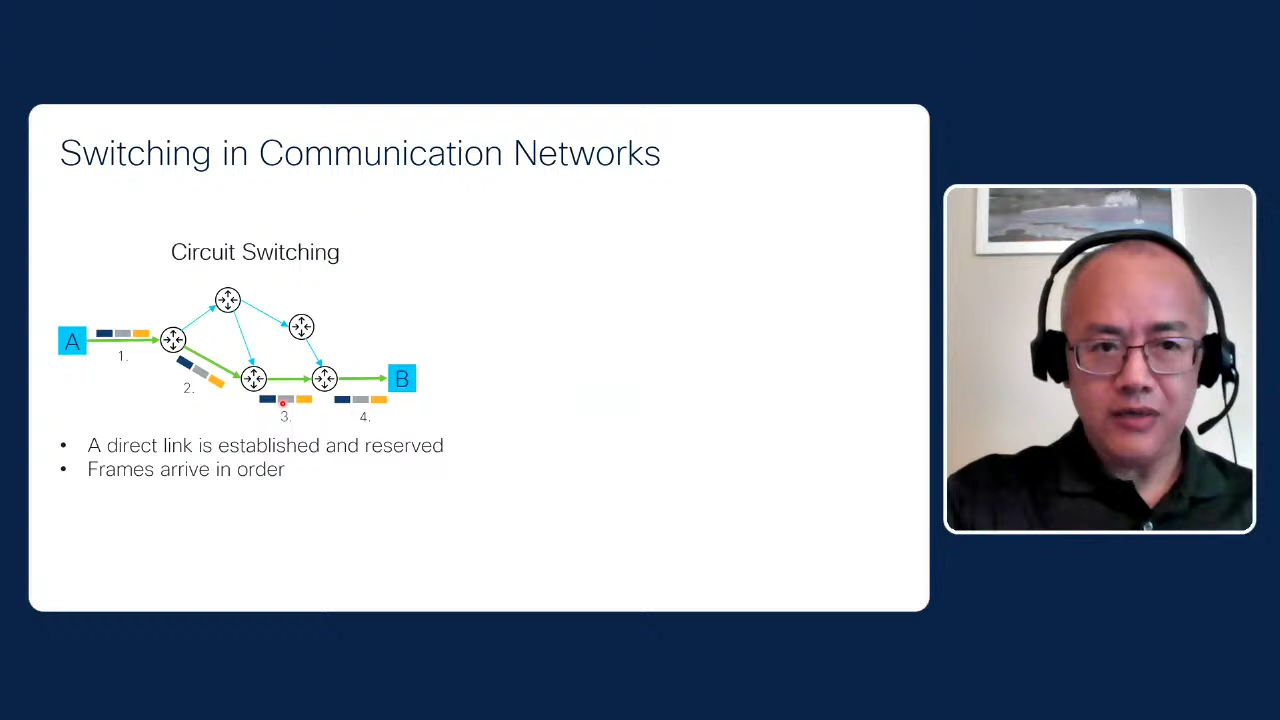 Switching in Communication Networks
Circuit Switching
A
1.
2.
3.
4.
B
• A direct link is established and reserved
• Frames arrive in order